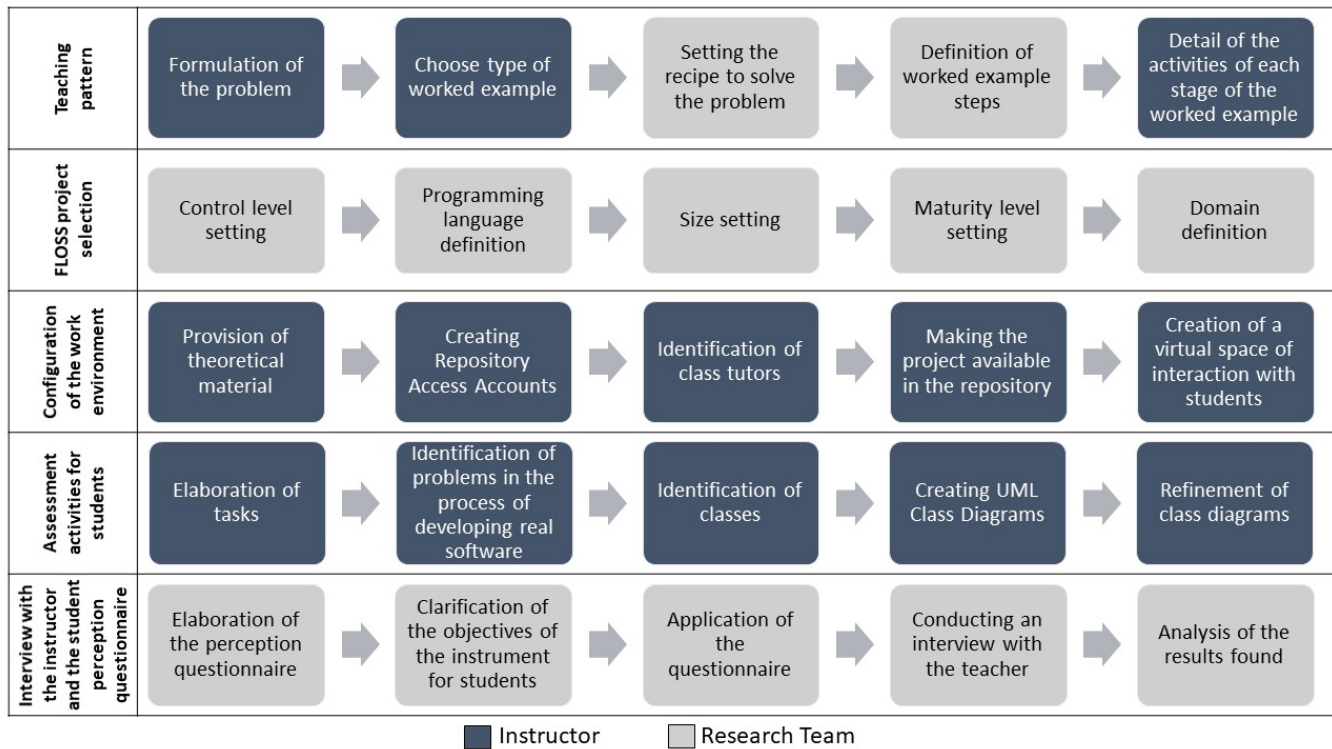 Teaching
pattern
Formulation of
the problem
Choose type of
worked example
Setting the
recipe to solve
the problem
Definition of
worked example
steps
Detail of the
activities of each
stage of the
worked example
FLOSS project
selection
Control level
setting
Programming
language
definition
Size setting
Maturity level
setting
Domain
definition
Configuration
of the work
environment
Provision of
theoretical
material
Creating
Repository
Access Accounts
Identification of
class tutors
Making the
project available
in the repository
Creation of a
virtual space of
interaction with
students
Assessment
activities for
students
Elaboration of
tasks
Identification of
problems in the
process of
developing real
software
Identification of
classes
Creating UML
Class Diagrams
Refinement of
class diagrams
Interview with
the instructor
and the student
perception
questionnaire
Elaboration of
the perception
questionnaire
Clarification of
the objectives of
the instrument
for students
Application of
the
questionnaire
Conducting an
interview with
the teacher
Analysis of the
results found
Instructor
Research Team